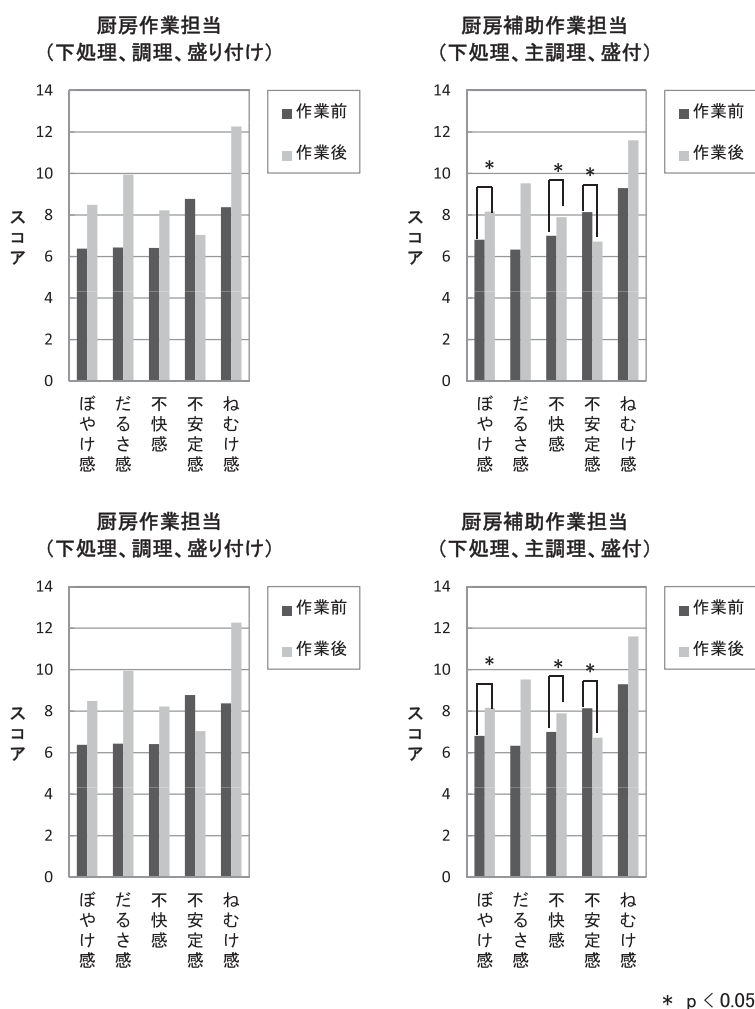 厨房作業担当
（下処理、調理、盛り付け）
14
12
10
8
6
4
2
0
スコア
■作業前
■作業後
ぼやけ感
だるさ感
不快感
不安定感
ねむけ感
厨房補助作業担当
（下処理、主調理、盛付）
14
12
10
8
6
4
2
0
スコア
* * *
■作業前
■作業後
ぼやけ感
だるさ感
不快感
不安定感
ねむけ感
厨房作業担当
（下処理、調理、盛り付け）
14
12
10
8
6
4
2
0
スコア
■作業前
■作業後
ぼやけ感
だるさ感
不快感
不安定感
ねむけ感
厨房補助作業担当
（下処理、主調理、盛付）
14
12
10
8
6
4
2
0
スコア
* * *
■作業前
■作業後
ぼやけ感
だるさ感
不快感
不安定感
ねむけ感
* p < 0.05